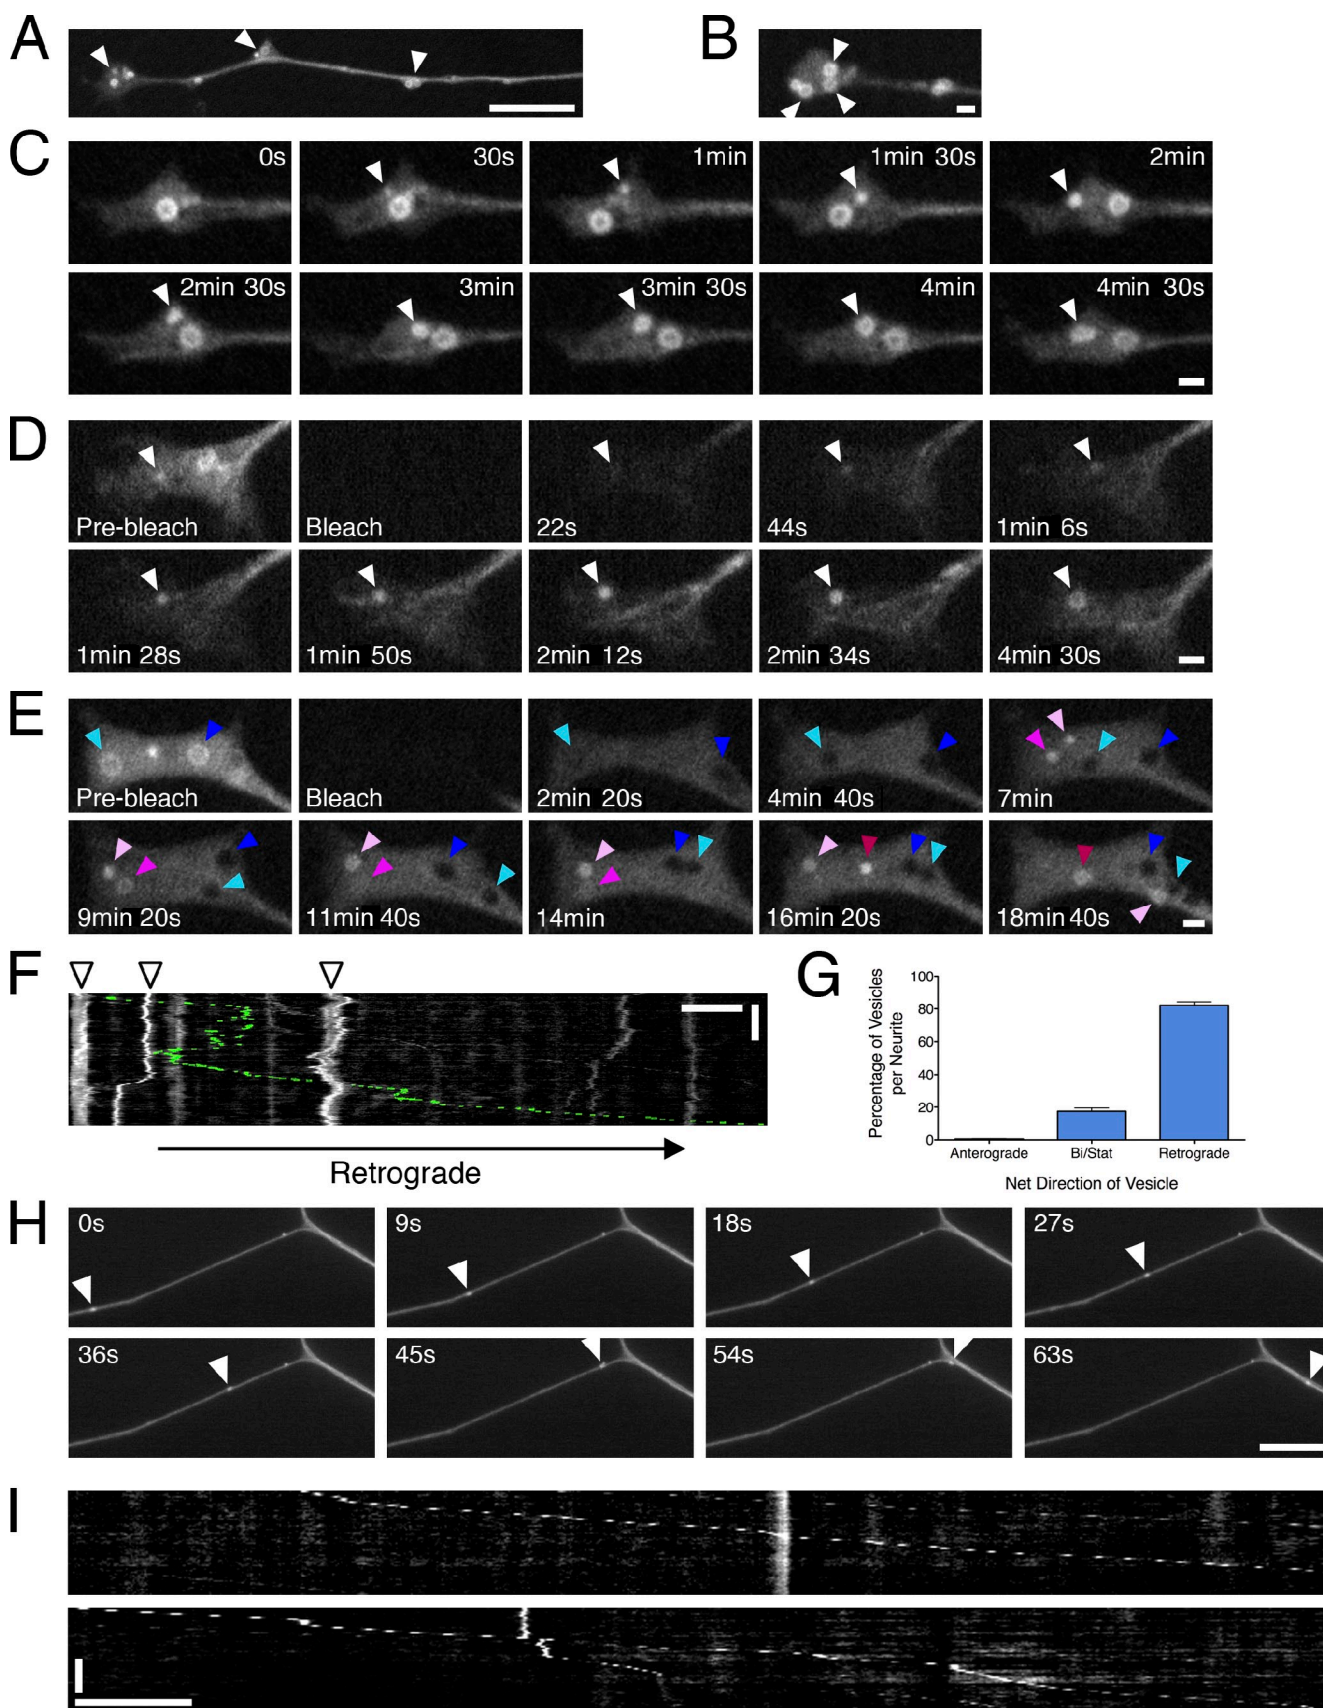 A
B
C
0s
30s
1min
1min 30s
2min
2min 30s
3min
3min 30s
4min
4min 30s
D
Pre-bleach
Bleach
22s
44s
1min 6s
1min 28s
1min 50s
2min 12s
2min 34s
4min 30s
E
Pre-bleach
Bleach
2min 20s
4min 40s
7min
9min 20s
11min 40s
14min
16min 20s
18min 40s
F
Retrograde
G
Percentage of Vesicles
per Neurite
100
80
60
40
20
0
Anterograde
Bi/Stat
Retrograde
Net Direction of Vesicle
H
0s
9s
18s
27s
36s
45s
54s
63s
I